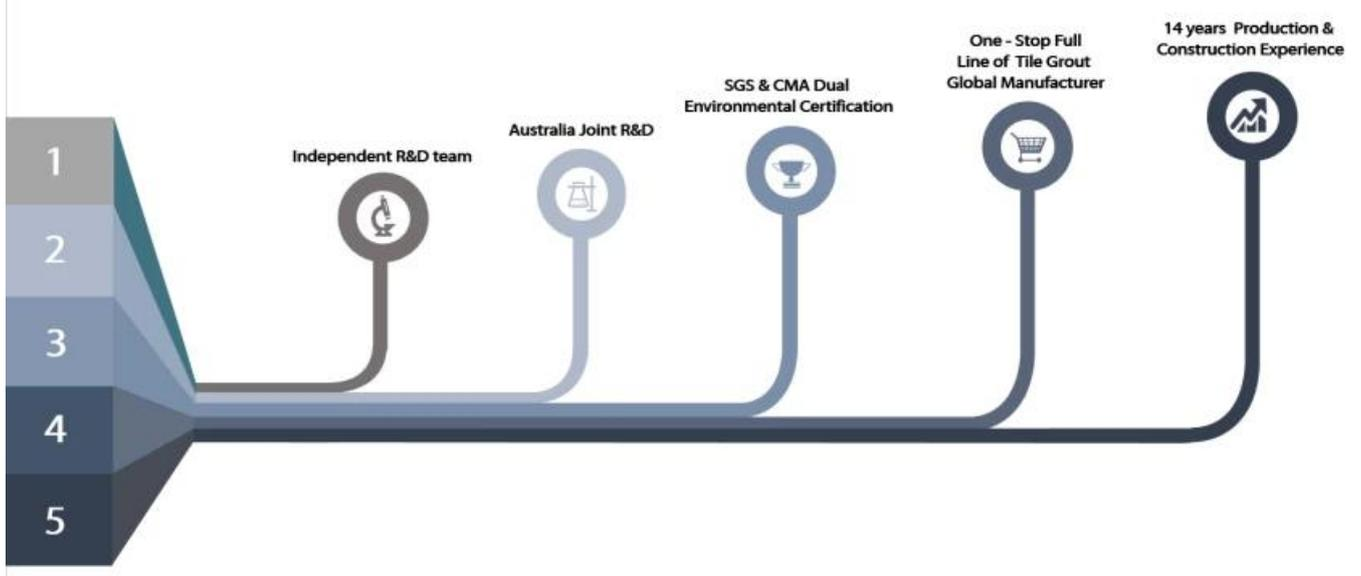 1
2
3
4
5
Independent R&D team
Australia Joint R&D
SGS & CMA Dual
Environmental Certification
One - Stop Full
Line of Tile Grout
Global Manufacturer
14 years Production &
Construction Experience